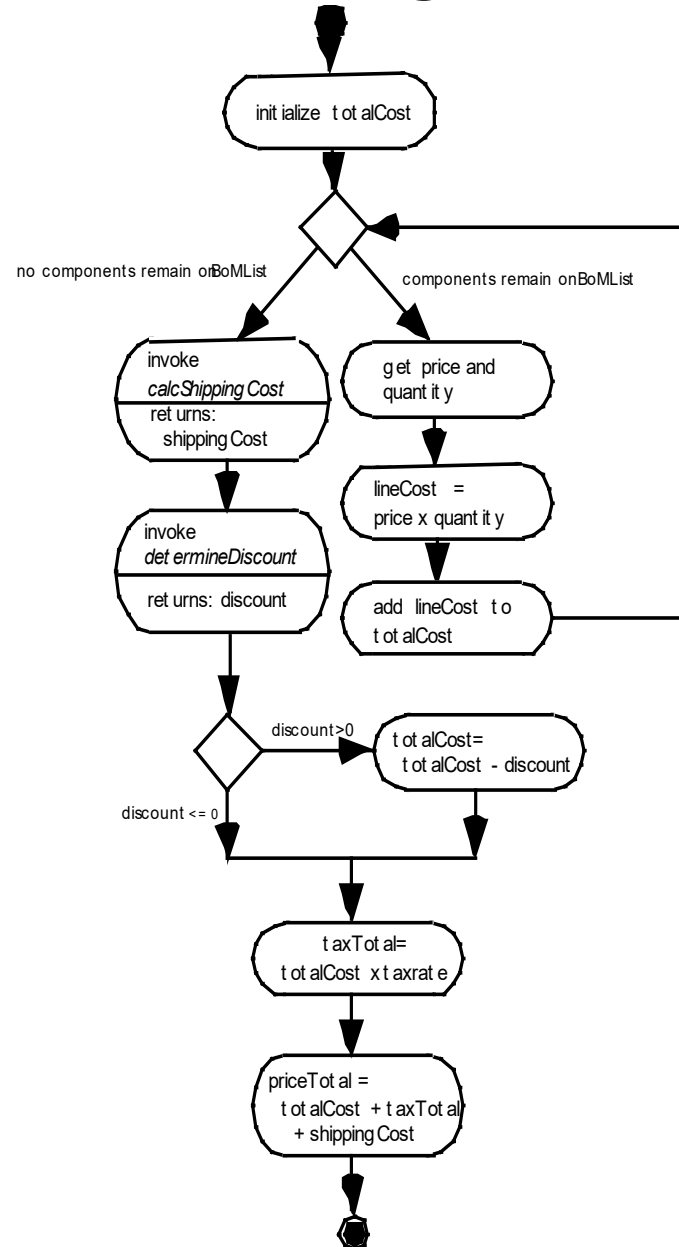 initialize totalCost
no components remain onBoMList
components remain onBoMList
invoke
calcShippingCost
returns:
shippingCost
get price and
quantity
lineCost =
price x quantity
invoke
determineDiscount
returns: discount
add lineCost to
totalCost
discount>0
totalCost=
totalCost - discount
discount <= 0
taxTotal=
totalCost x taxrate
priceTotal =
totalCost + taxTotal
+ shippingCost